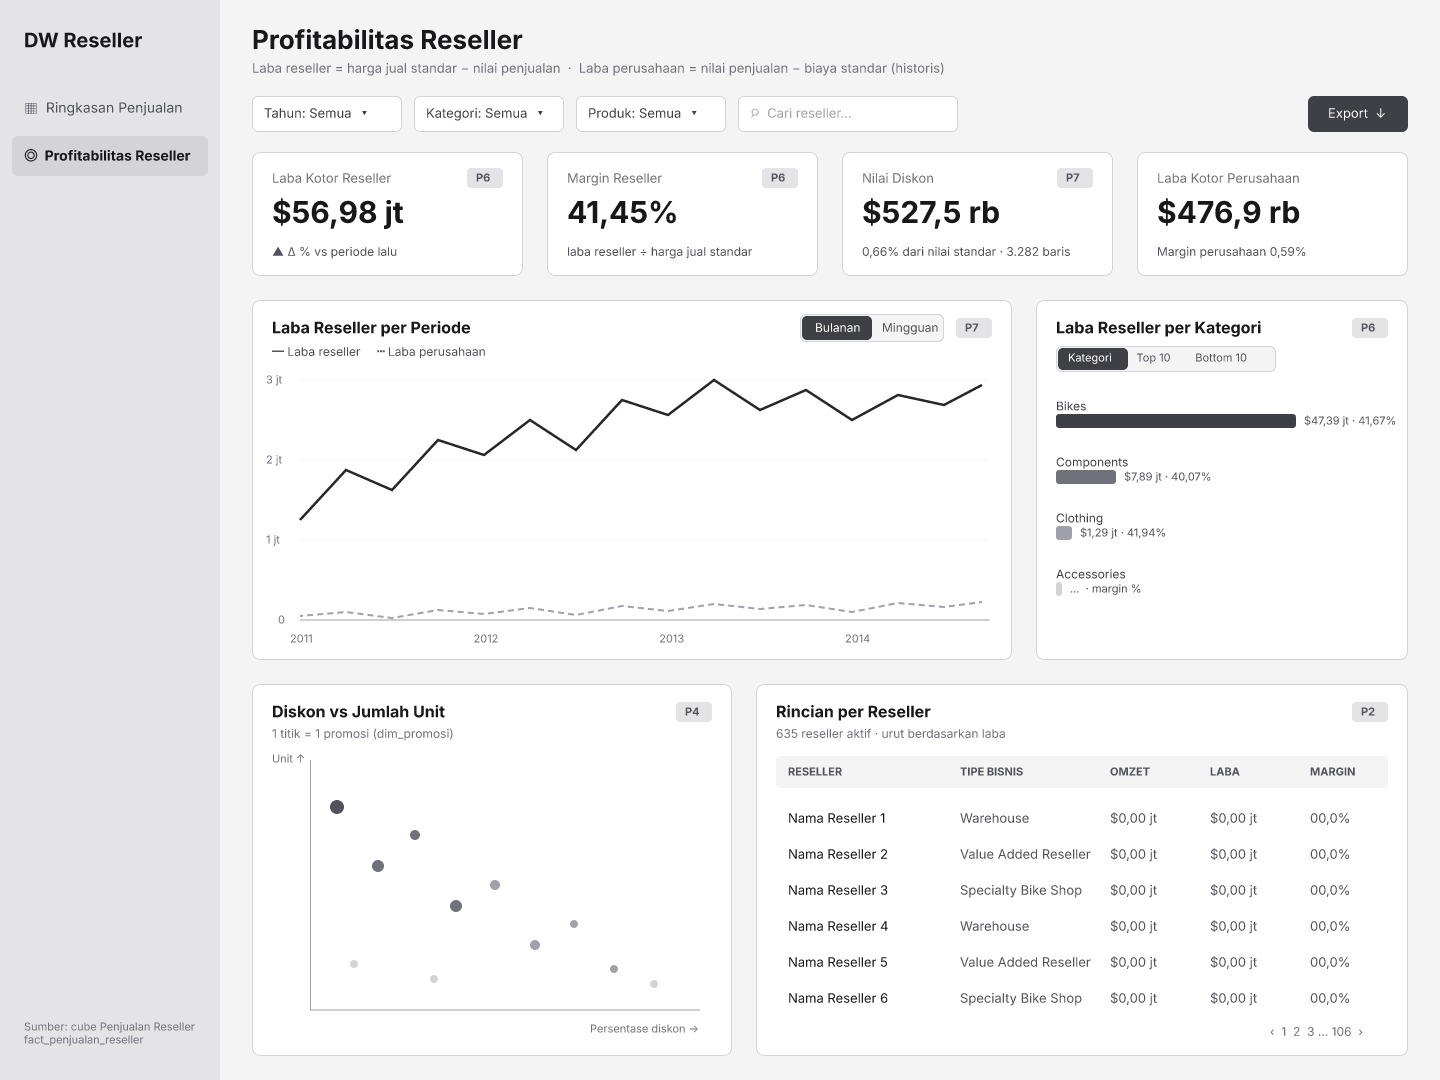 DW Reseller
Ringkasan Penjualan
Profitabilitas Reseller
Sumber: cube Penjualan Reseller
fact_penjualan_reseller
Profitabilitas Reseller
Laba reseller = harga jual standar − nilai penjualan · Laba perusahaan = nilai penjualan − biaya standar (historis)
Tahun: Semua ▾
Kategori: Semua ▾
Produk: Semua ▾
Cari reseller...
Export ↓
Laba Kotor Reseller P6
$56,98 jt
▲ Δ % vs periode lalu
Margin Reseller P6
41,45%
laba reseller ÷ harga jual standar
Nilai Diskon P7
$527,5 rb
0,66% dari nilai standar · 3.282 baris
Laba Kotor Perusahaan
$476,9 rb
Margin perusahaan 0,59%
Laba Reseller per Periode
Bulanan Mingguan P7
Laba reseller Laba perusahaan
3 jt
2 jt
1 jt
0
2011 2012 2013 2014
Laba Reseller per Kategori P6
Kategori Top 10 Bottom 10
Bikes
$47,39 jt · 41,67%
Components
$7,89 jt · 40,07%
Clothing
$1,29 jt · 41,94%
Accessories
... · margin %
Diskon vs Jumlah Unit P4
1 titik = 1 promosi (dim_promosi)
Unit ↑
Persentase diskon →
Rincian per Reseller P2
635 reseller aktif · urut berdasarkan laba
RESELLER TIPE BISNIS OMZET LABA MARGIN
Nama Reseller 1 Warehouse $0,00 jt $0,00 jt 00,0%
Nama Reseller 2 Value Added Reseller $0,00 jt $0,00 jt 00,0%
Nama Reseller 3 Specialty Bike Shop $0,00 jt $0,00 jt 00,0%
Nama Reseller 4 Warehouse $0,00 jt $0,00 jt 00,0%
Nama Reseller 5 Value Added Reseller $0,00 jt $0,00 jt 00,0%
Nama Reseller 6 Specialty Bike Shop $0,00 jt $0,00 jt 00,0%
‹ 1 2 3 ... 106 ›